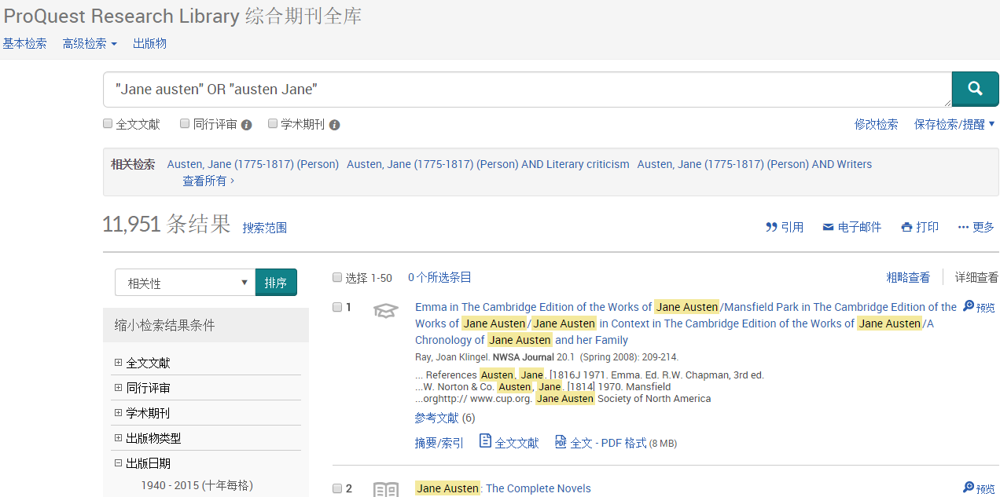 ProQuest Research Library 综合期刊全库
基本检索 高级检索 出版物
"Jane austen" OR "austen Jane"
全文文献 同行评审 学术期刊 修改检索 保存检索/提醒
相关检索 Austen, Jane (1775-1817) (Person) Austen, Jane (1775-1817) (Person) AND Literary criticism Austen, Jane (1775-1817) (Person) AND Writers
查看所有 ›
11,951 条结果 搜索范围 引用 电子邮件 打印 更多
相关性 排序
选择 1-50 0 个所选条目 粗略查看 详细查看
缩小检索结果条件
全文文献
同行评审
学术期刊
出版物类型
出版日期
1940 - 2015 (十年每格)
1 Emma in The Cambridge Edition of the Works of Jane Austen/Mansfield Park in The Cambridge Edition of the 预览
Works of Jane Austen/Jane Austen in Context in The Cambridge Edition of the Works of Jane Austen/A
Chronology of Jane Austen and her Family
Ray, Joan Klingel. NWSA Journal 20.1 (Spring 2008): 209-214.
... References Austen, Jane. [1816J 1971. Emma. Ed. R.W. Chapman, 3rd ed.
...W. Norton & Co. Austen, Jane. [1814] 1970. Mansfield
...orghttp:// www.cup.org. Jane Austen Society of North America
参考文献 (6)
摘要/索引 全文文献 PDF 全文 - PDF 格式 (8 MB)
2 Jane Austen: The Complete Novels 预览